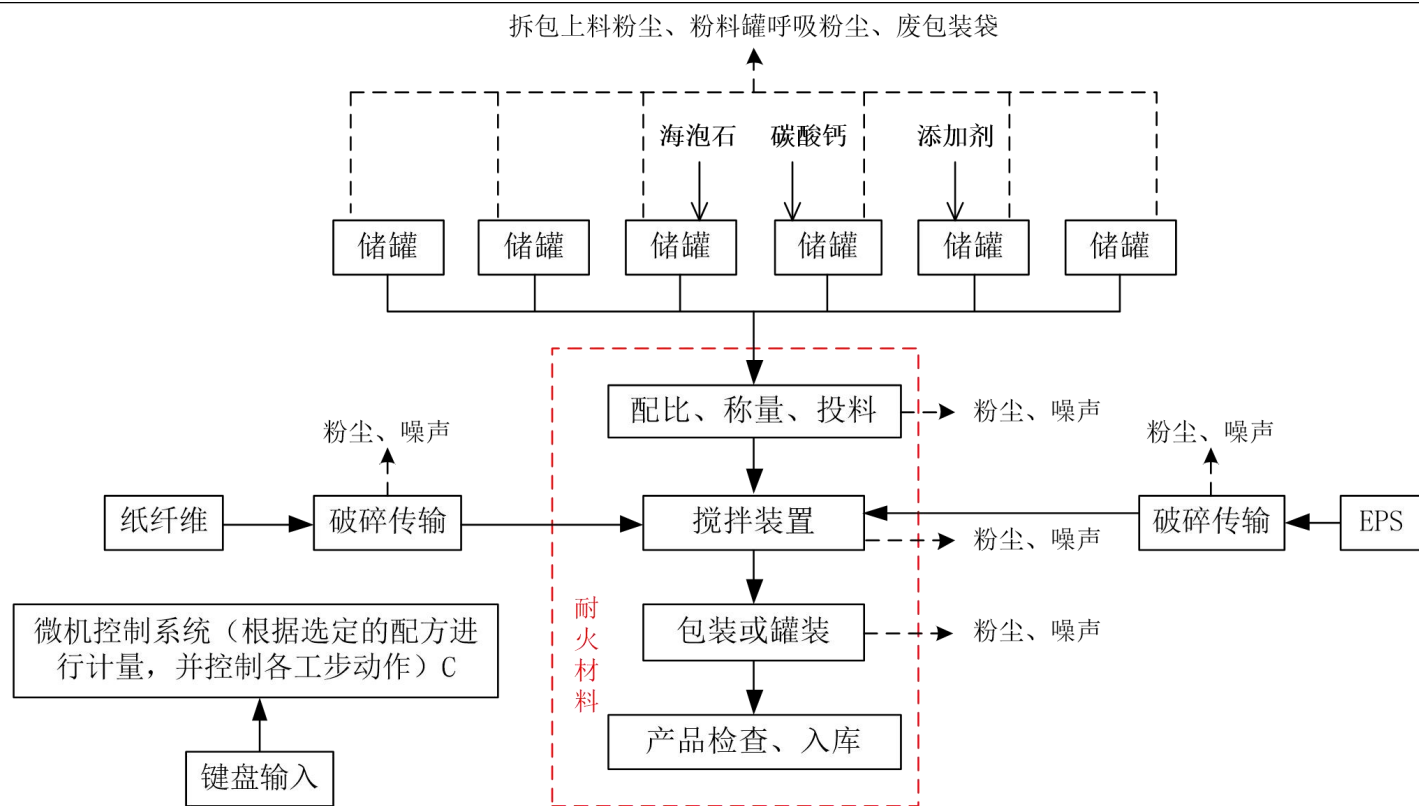 拆包上料粉尘、粉料罐呼吸粉尘、废包装袋
海泡石
碳酸钙
添加剂
储罐
储罐
储罐
储罐
储罐
储罐
配比、称量、投料
粉尘、噪声
粉尘、噪声
粉尘、噪声
纸纤维
破碎传输
搅拌装置
破碎传输
EPS
粉尘、噪声
微机控制系统（根据选定的配方进
行计量，并控制各工步动作）C
耐火材料
包装或罐装
粉尘、噪声
产品检查、入库
键盘输入